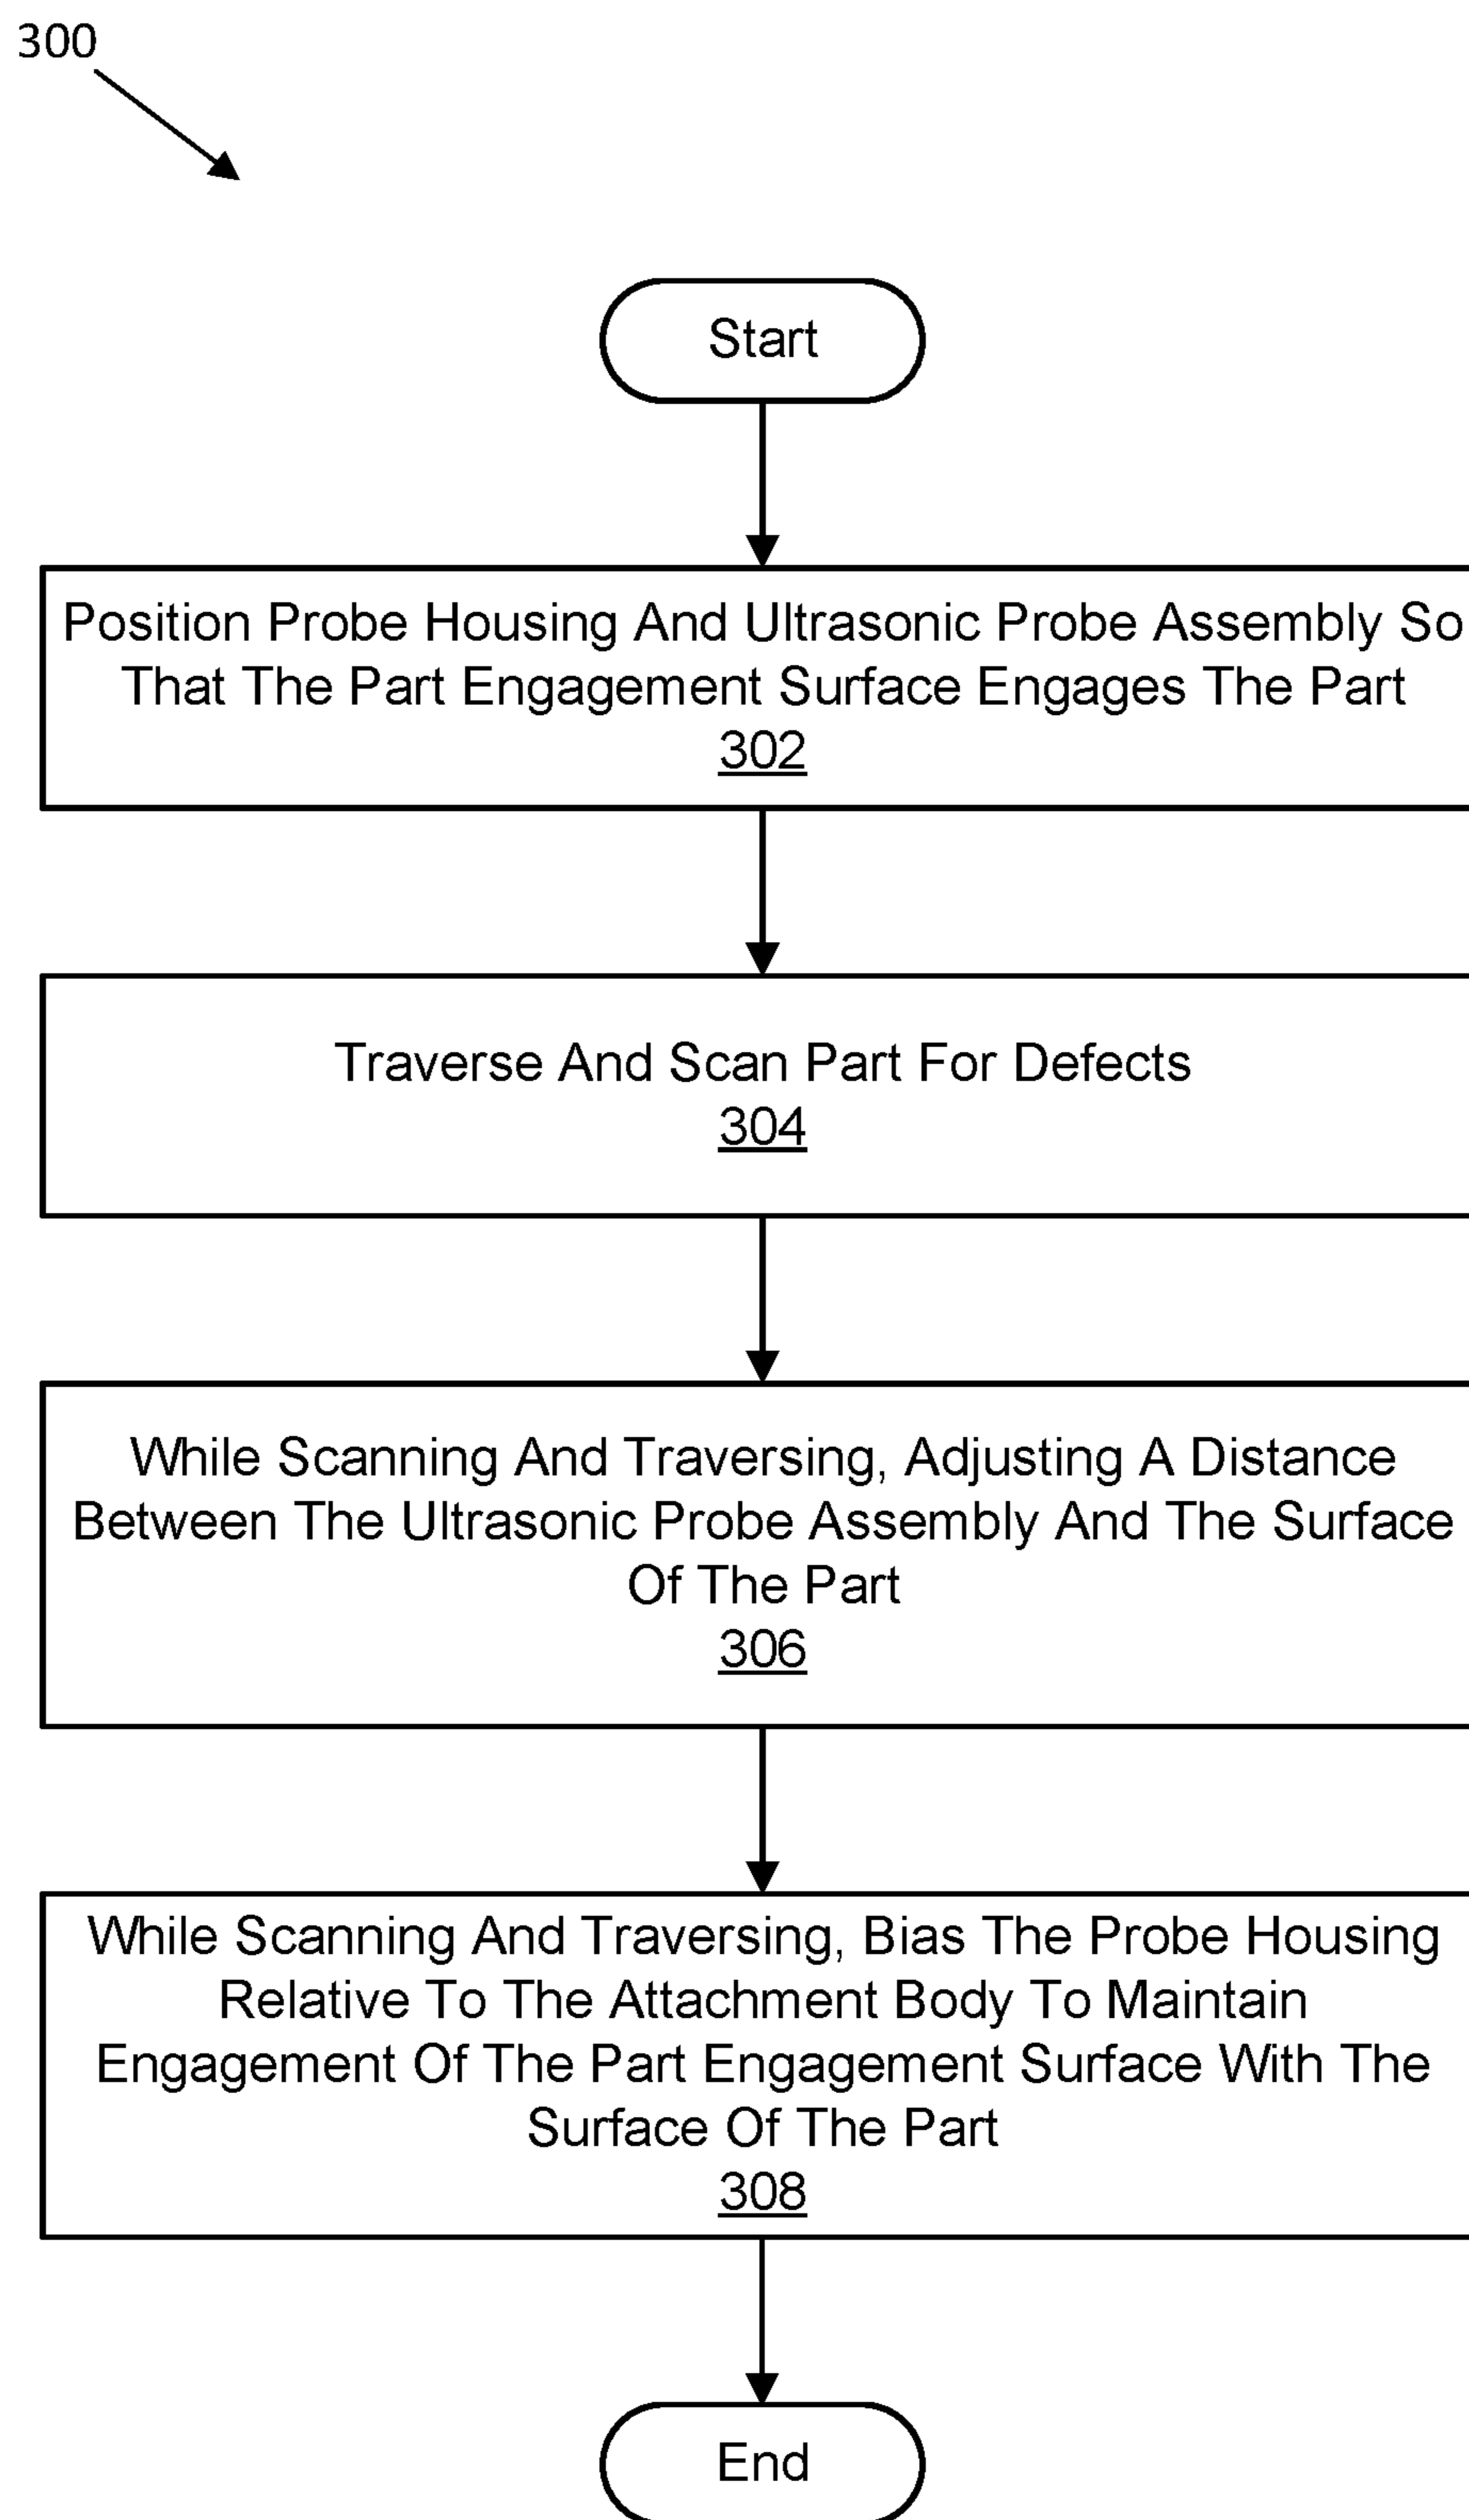 300
Start
Position Probe Housing And Ultrasonic Probe Assembly So
That The Part Engagement Surface Engages The Part
302
Traverse And Scan Part For Defects
304
While Scanning And Traversing, Adjusting A Distance
Between The Ultrasonic Probe Assembly And The Surface
Of The Part
306
While Scanning And Traversing, Bias The Probe Housing
Relative To The Attachment Body To Maintain
Engagement Of The Part Engagement Surface With The
Surface Of The Part
308
End